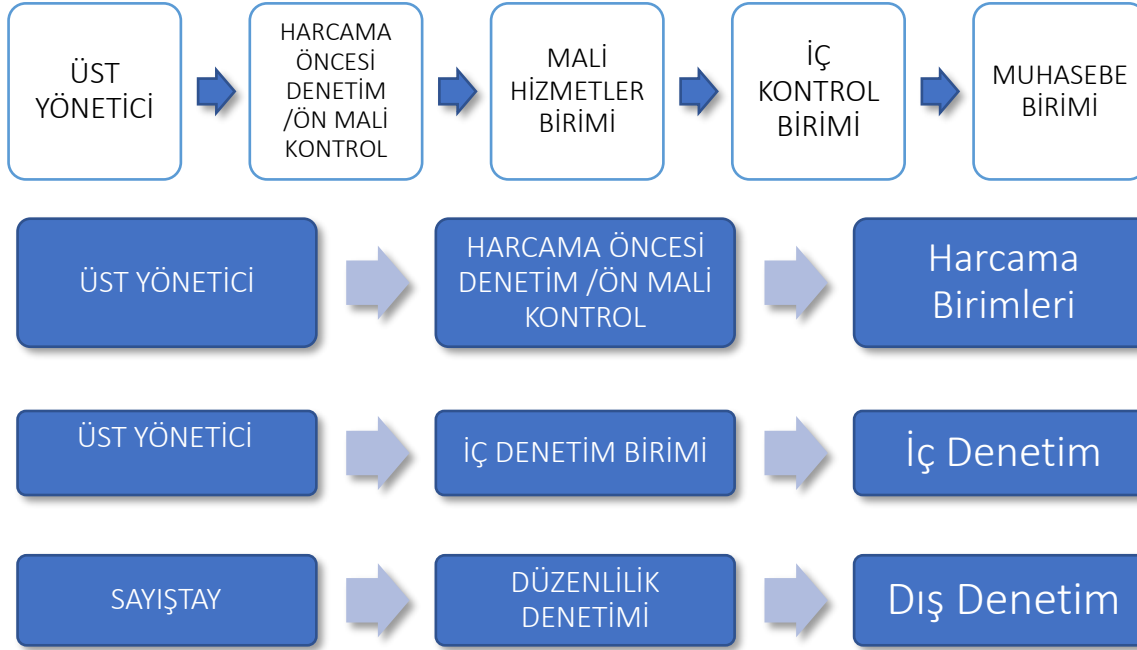 ÜST
YÖNETİCİ
HARCAMA
ÖNCESİ
DENETİM
/ÖN MALİ
KONTROL
MALİ
HİZMETLER
BİRİMİ
İÇ
KONTROL
BİRİMİ
MUHASEBE
BİRİMİ
ÜST YÖNETİCİ
HARCAMA ÖNCESİ
DENETİM /ÖN MALİ
KONTROL
Harcama
Birimleri
ÜST YÖNETİCİ
İÇ DENETİM BİRİMİ
İç Denetim
SAYIŞTAY
DÜZENLİLİK
DENETİMİ
Dış Denetim